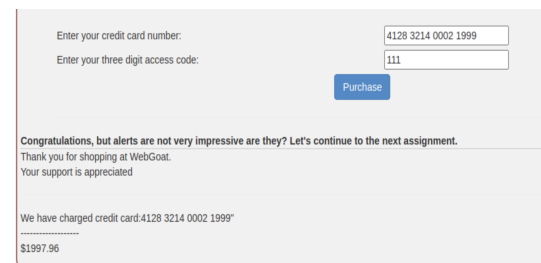 Enter your credit card number: 4128 3214 0002 1999
Enter your three digit access code: 111
Purchase
Congratulations, but alerts are not very impressive are they? Let's continue to the next assignment.
Thank you for shopping at WebGoat.
Your support is appreciated
We have charged credit card:4128 3214 0002 1999"
-------------------
$1997.96